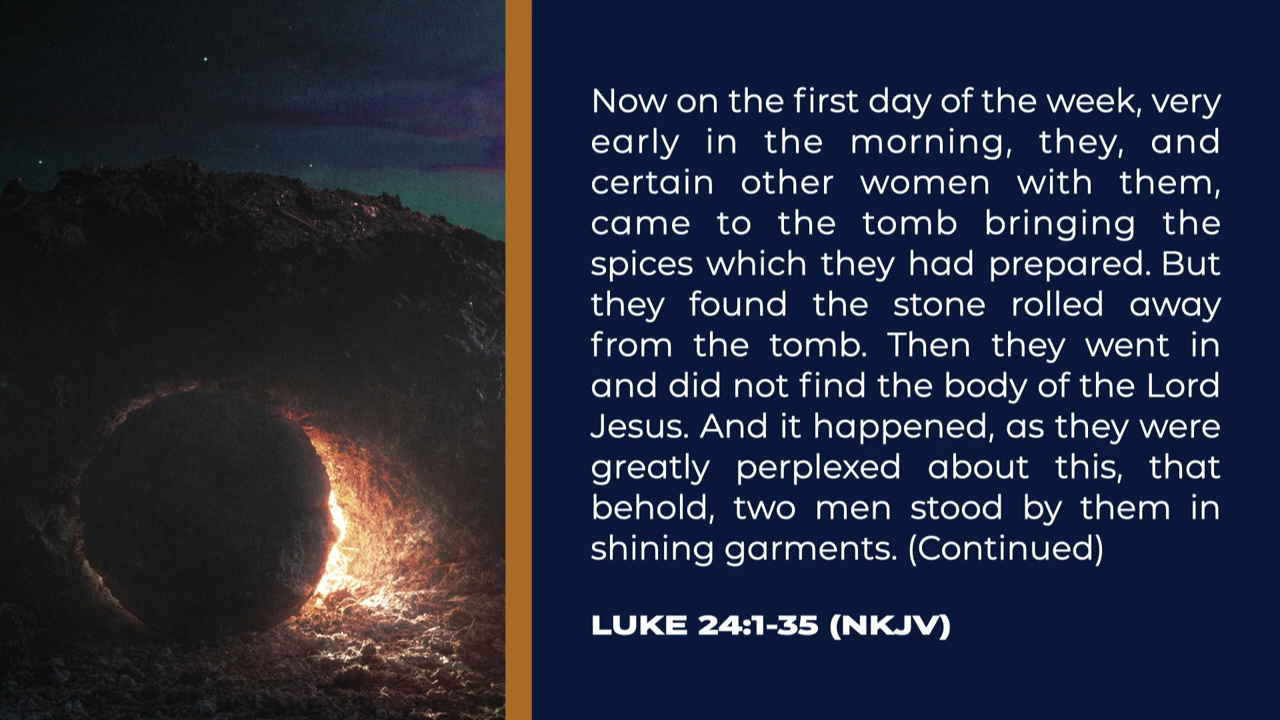 Now on the first day of the week, very
early in the morning, they, and
certain other women with them,
came to the tomb bringing the
spices which they had prepared. But
they found the stone rolled away
from the tomb. Then they went in
and did not find the body of the Lord
Jesus. And it happened, as they were
greatly perplexed about this, that
behold, two men stood by them in
shining garments. (Continued)
LUKE 24:1-35 (NKJV)